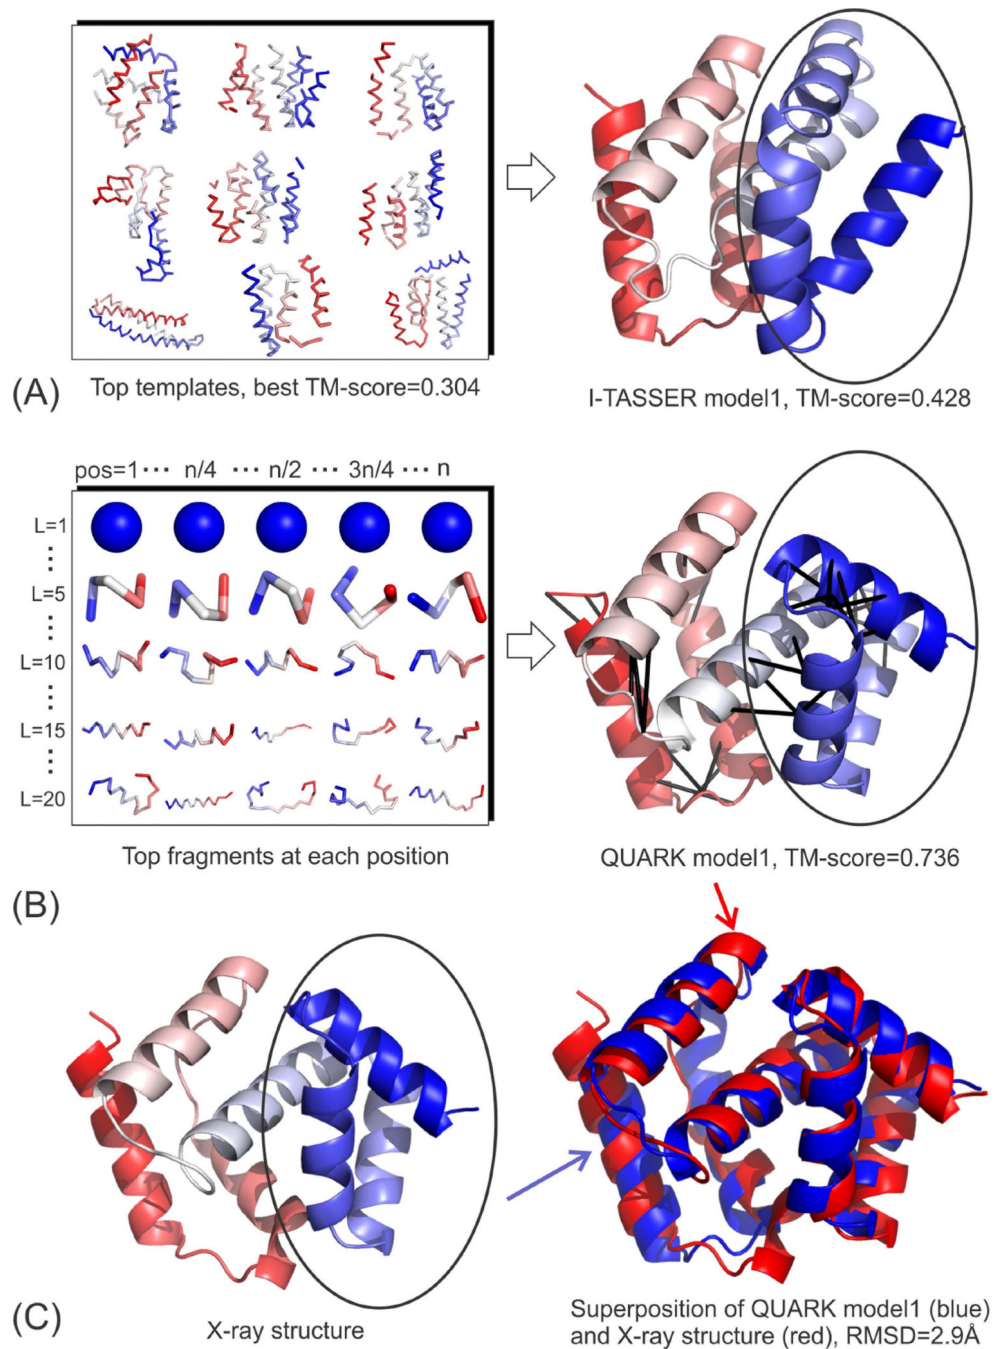 Top templates, best TM-score=0.304
I-TASSER model1, TM-score=0.428
(A)
pos=1 ··· n/4 ··· n/2 ··· 3n/4 ··· n
L=1
⋮
L=5
⋮
L=10
⋮
L=15
⋮
L=20
Top fragments at each position
QUARK model1, TM-score=0.736
(B)
X-ray structure
Superposition of QUARK model1 (blue)
and X-ray structure (red), RMSD=2.9Å
(C)